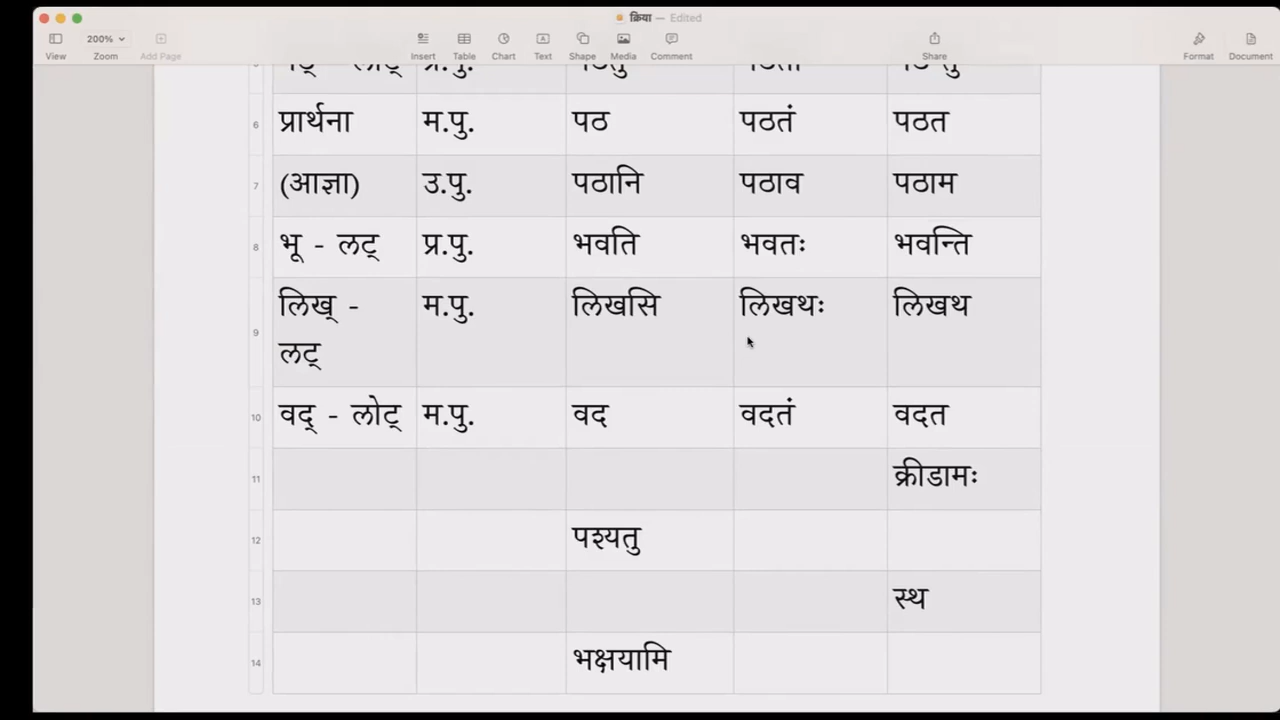 क्रिया — Edited
200%
View Zoom Add Page Insert Table Chart Text Shape Media Comment Share Format Document
6 प्रार्थना म.पु. पठ पठतं पठत
7 (आज्ञा) उ.पु. पठानि पठाव पठाम
8 भू - लट् प्र.पु. भवति भवतः भवन्ति
9 लिख् - म.पु. लिखसि लिखथः लिखथ
लट्
10 वद् - लोट् म.पु. वद वदतं वदत
11 क्रीडामः
12 पश्यतु
13 स्थ
14 भक्षयामि